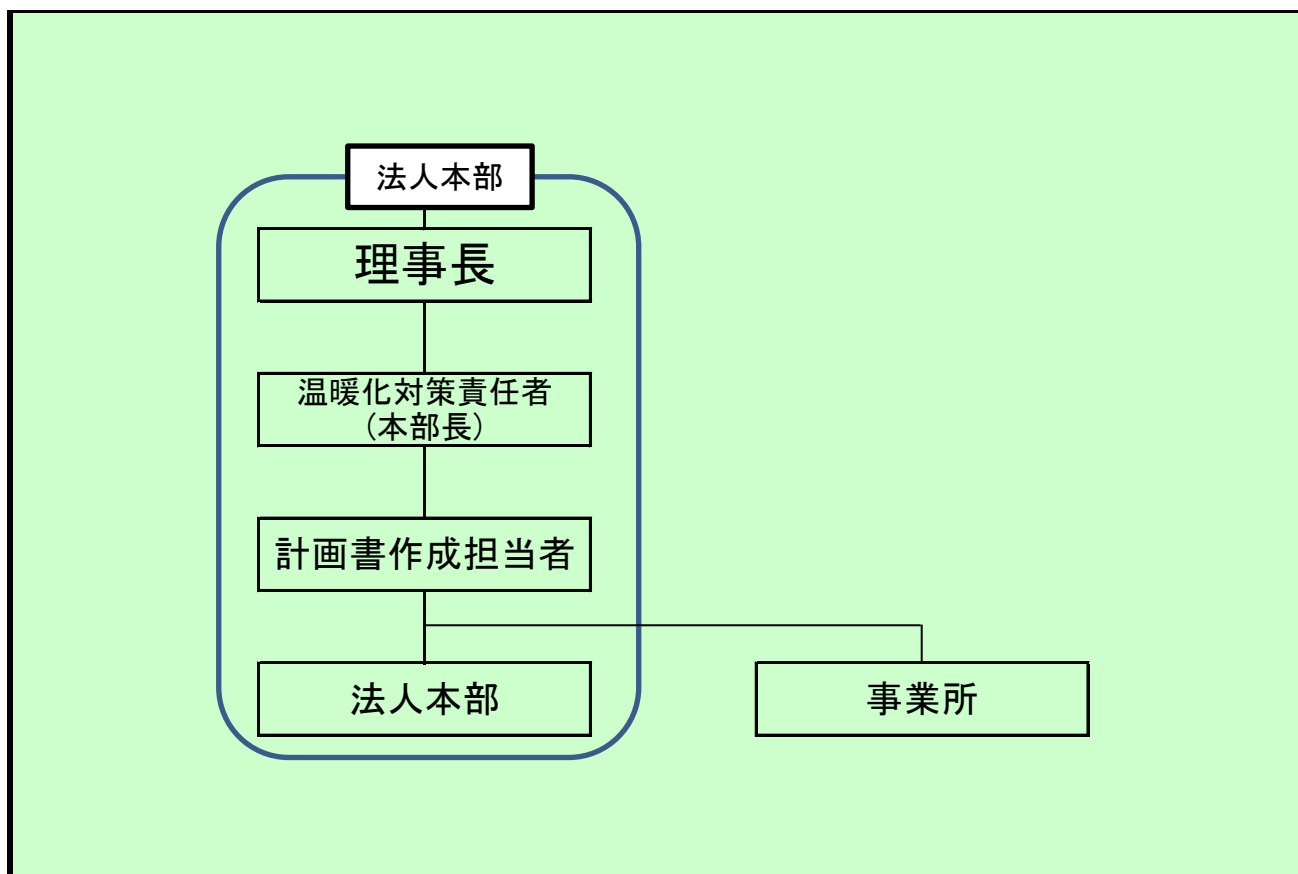 法人本部
理事長
温暖化対策責任者
(本部長)
計画書作成担当者
法人本部
事業所